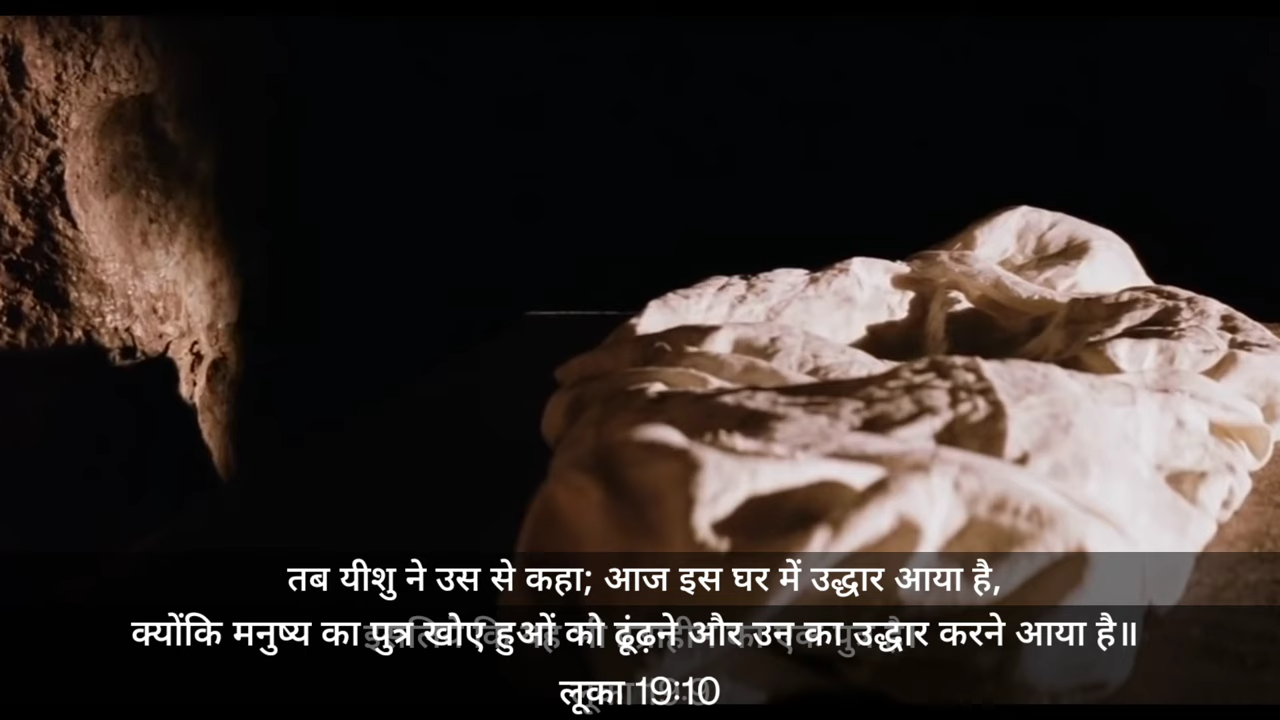 तब यीशु ने उस से कहा; आज इस घर में उद्धार आया है,
क्योंकि मनुष्य का पुत्र खोए हुओं को ढूंढ़ने और उन का उद्धार करने आया है॥
लूका 19:10